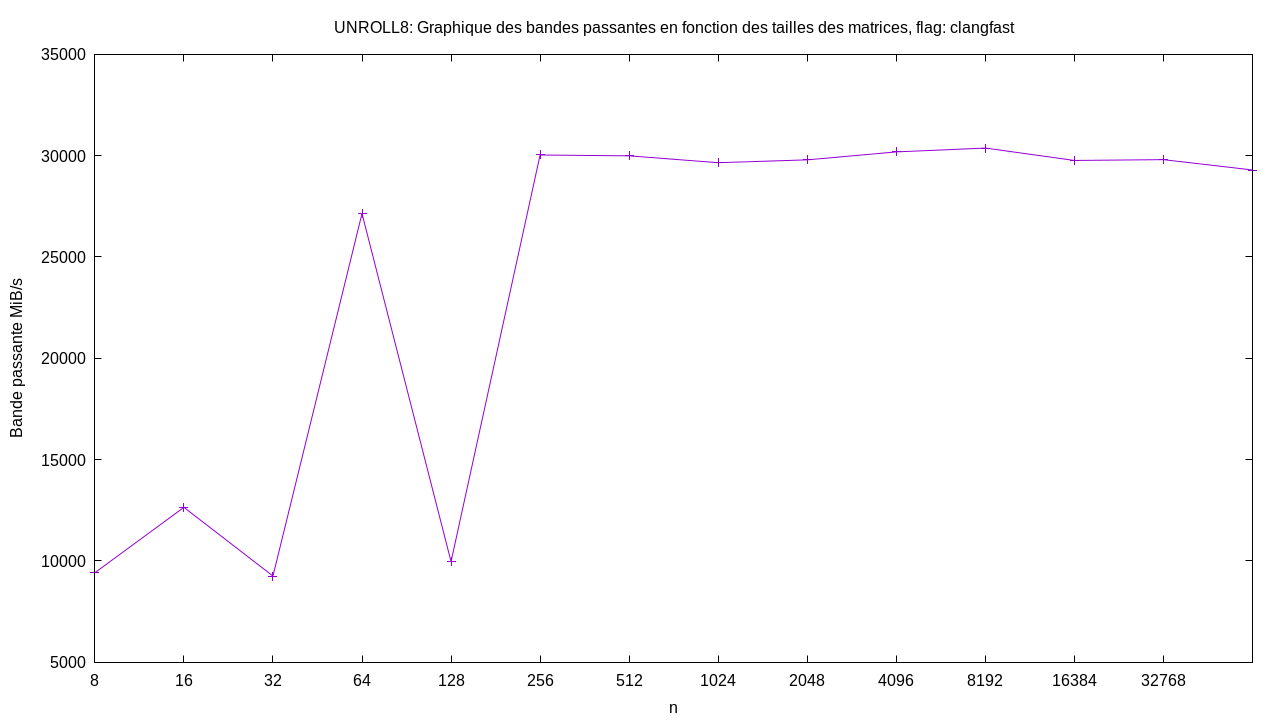 UNROLL8: Graphique des bandes passantes en fonction des tailles des matrices, flag: clangfast
35000
30000
25000
20000
15000
10000
5000
Bande passante MiB/s
8 16 32 64 128 256 512 1024 2048 4096 8192 16384 32768
n